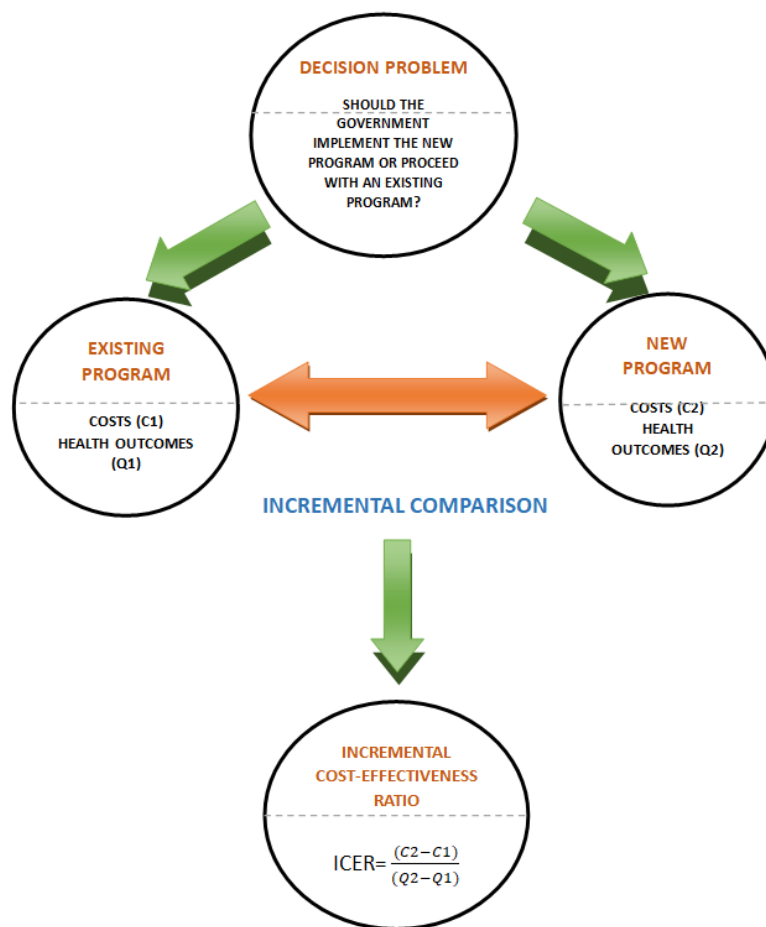 DECISION PROBLEM
SHOULD THE
GOVERNMENT
IMPLEMENT THE NEW
PROGRAM OR PROCEED
WITH AN EXISTING
PROGRAM?
EXISTING
PROGRAM
COSTS (C1)
HEALTH OUTCOMES
(Q1)
NEW
PROGRAM
COSTS (C2)
HEALTH
OUTCOMES (Q2)
INCREMENTAL COMPARISON
INCREMENTAL
COST-EFFECTIVENESS
RATIO
ICER= (C2−C1)
(Q2−Q1)